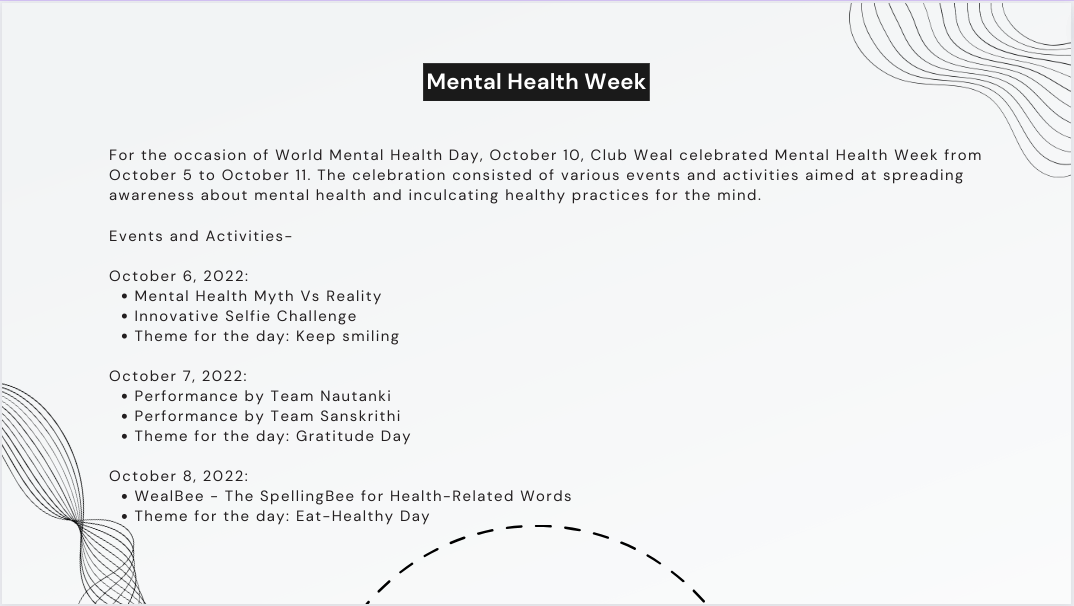 Mental Health Week
For the occasion of World Mental Health Day, October 10, Club Weal celebrated Mental Health Week from
October 5 to October 11. The celebration consisted of various events and activities aimed at spreading
awareness about mental health and inculcating healthy practices for the mind.
Events and Activities-
October 6, 2022:
• Mental Health Myth Vs Reality
• Innovative Selfie Challenge
• Theme for the day: Keep smiling
October 7, 2022:
• Performance by Team Nautanki
• Performance by Team Sanskrithi
• Theme for the day: Gratitude Day
October 8, 2022:
• WealBee - The SpellingBee for Health-Related Words
• Theme for the day: Eat-Healthy Day